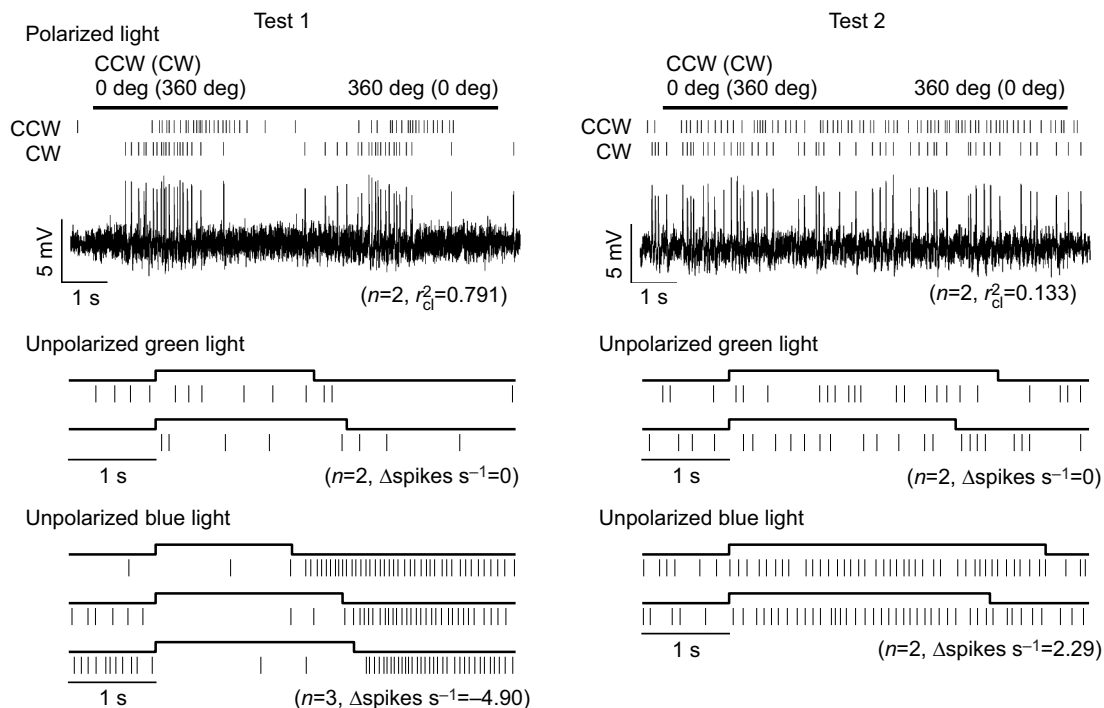 Test 1
Polarized light
CCW (CW)
0 deg (360 deg) 360 deg (0 deg)
CCW
CW
5 mV
1 s
(n=2, r²cl=0.791)
Unpolarized green light
1 s
(n=2, Δspikes s⁻¹=0)
Unpolarized blue light
1 s
(n=3, Δspikes s⁻¹=–4.90)
Test 2
CCW (CW)
0 deg (360 deg) 360 deg (0 deg)
CCW
CW
5 mV
1 s
(n=2, r²cl=0.133)
Unpolarized green light
1 s
(n=2, Δspikes s⁻¹=0)
Unpolarized blue light
1 s
(n=2, Δspikes s⁻¹=2.29)